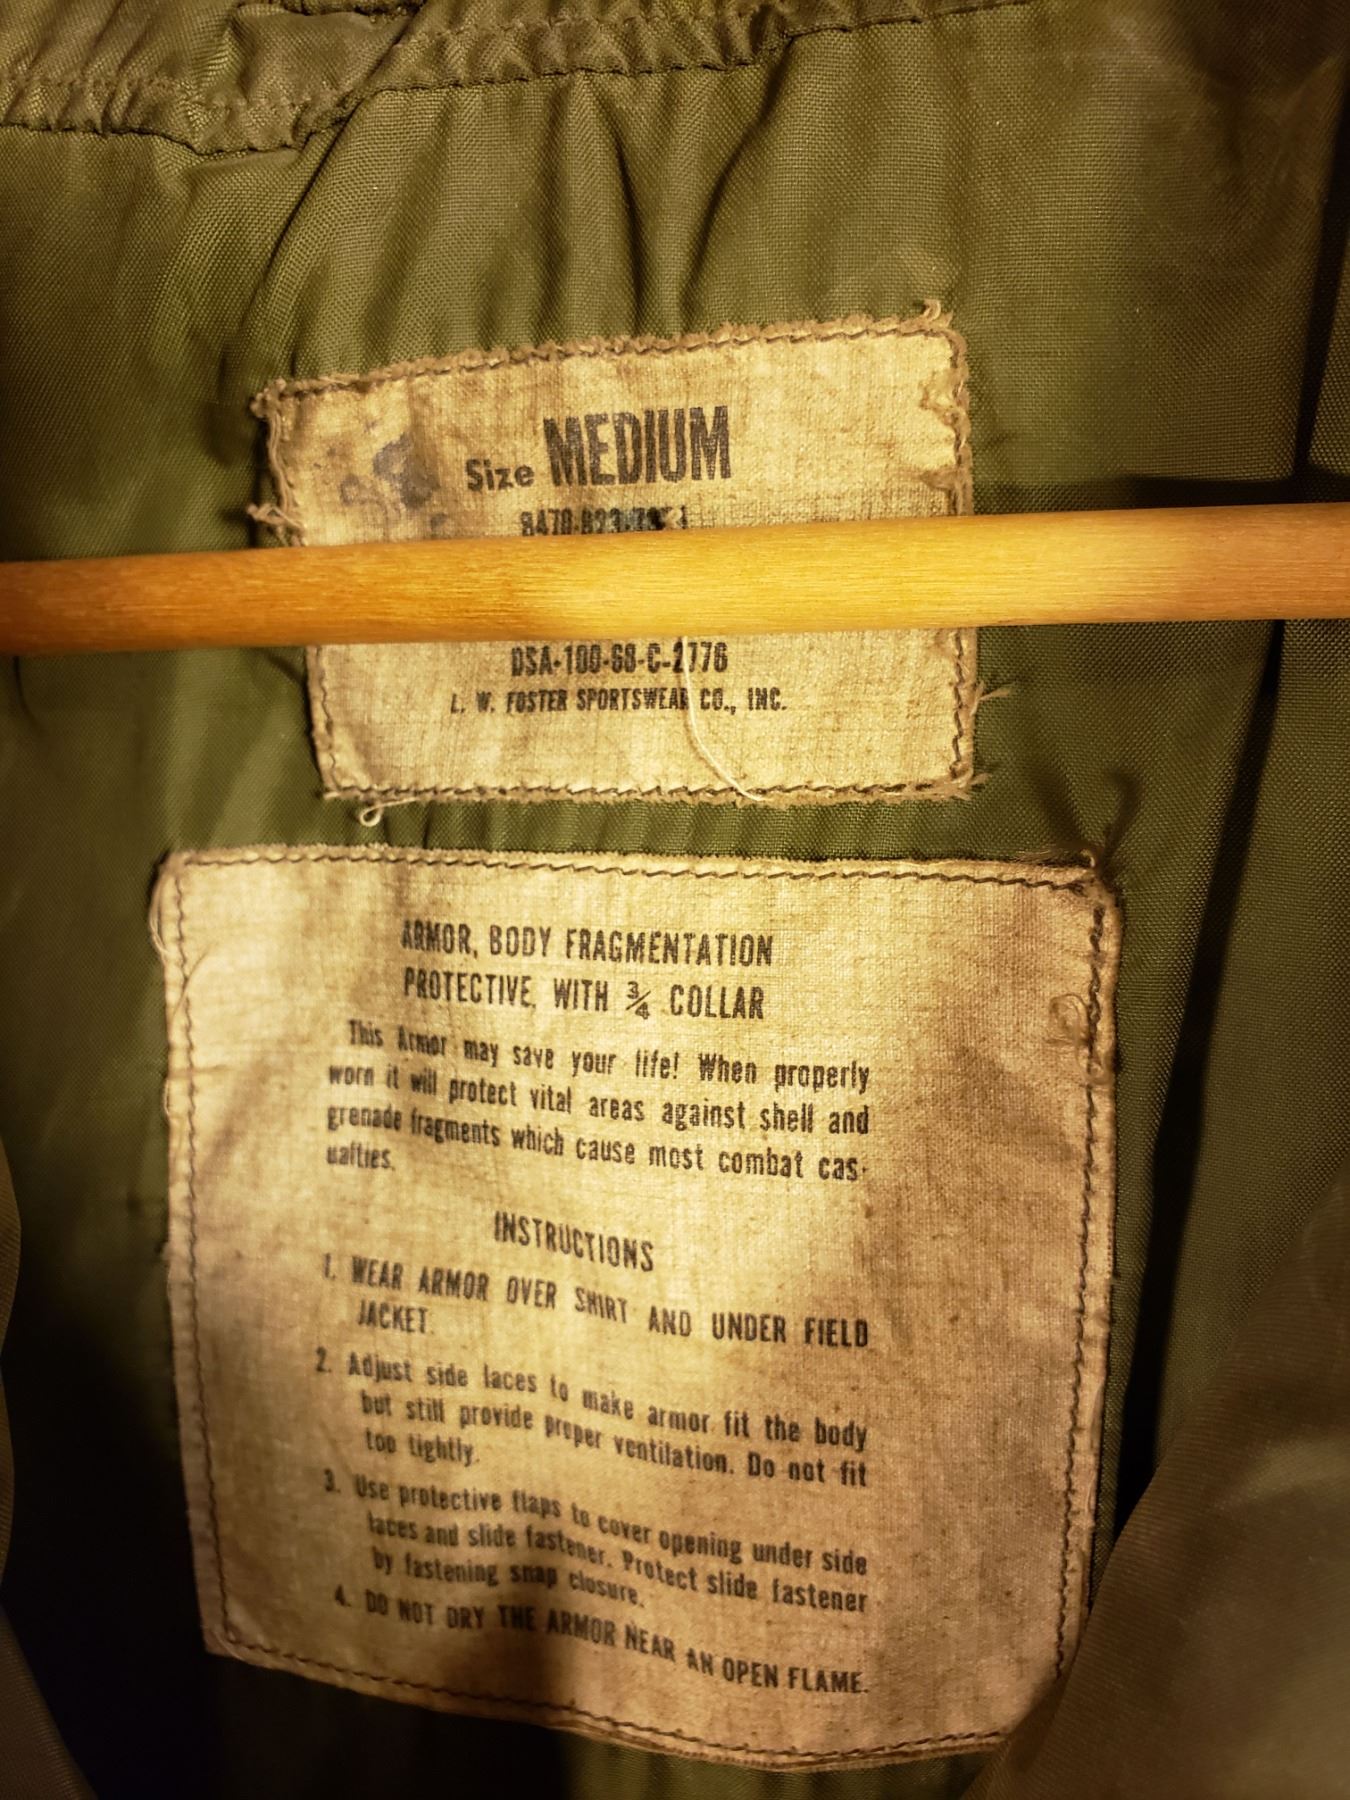 Size MEDIUM
DSA-100-68-C-2776
L. W. FOSTER SPORTSWEAR CO., INC.
ARMOR, BODY FRAGMENTATION
PROTECTIVE, WITH ¾ COLLAR
This Armor may save your life! When properly
worn it will protect vital areas against shell and
grenade fragments which cause most combat cas-
ualties.
INSTRUCTIONS
1. WEAR ARMOR OVER SHIRT AND UNDER FIELD
JACKET.
2. Adjust side laces to make armor fit the body
but still provide proper ventilation. Do not fit
too tightly.
3. Use protective flaps to cover opening under side
laces and slide fastener. Protect slide fastener
by fastening snap closure.
4. DO NOT DRY THE ARMOR NEAR AN OPEN FLAME.